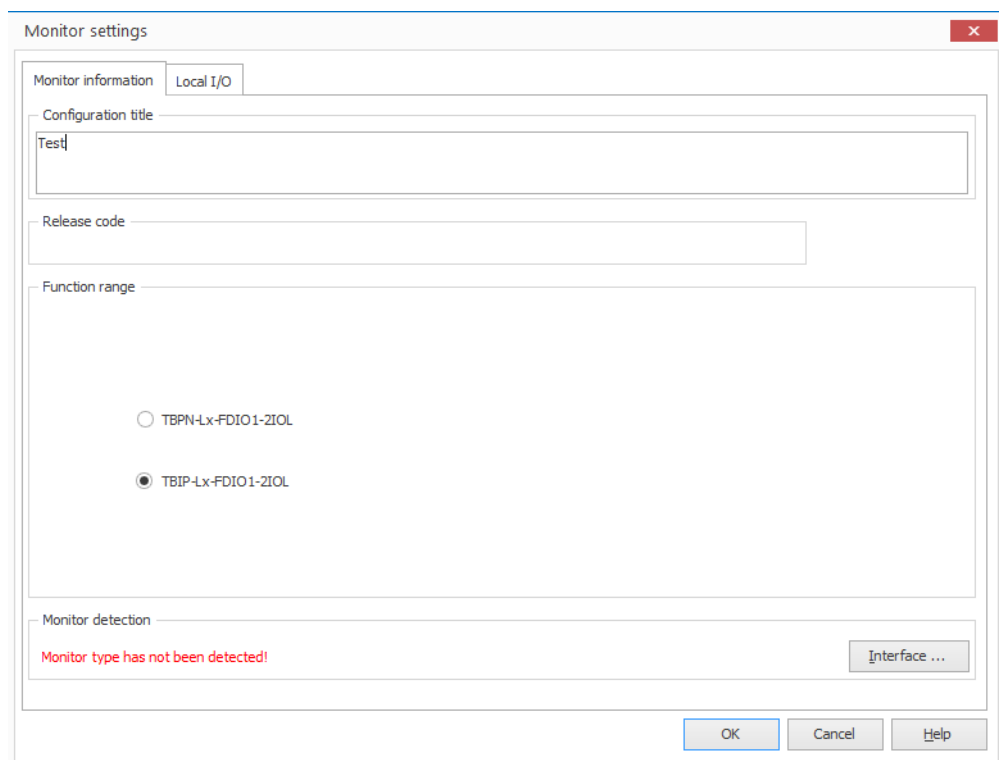 Monitor settings
Monitor information
Local I/O
Configuration title
Test
Release code
Function range
TBPN-Lx-FDIO1-2IOL
TBIP-Lx-FDIO1-2IOL
Monitor detection
Monitor type has not been detected!
Interface ...
OK
Cancel
Help